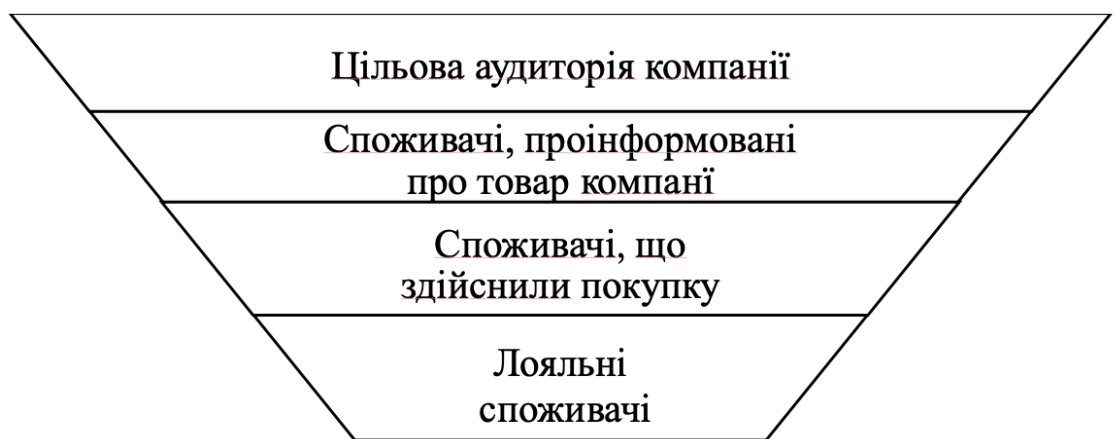 Цільова аудиторія компанії
Споживачі, проінформовані
про товар компанї
Споживачі, що
здійснили покупку
Лояльні
споживачі